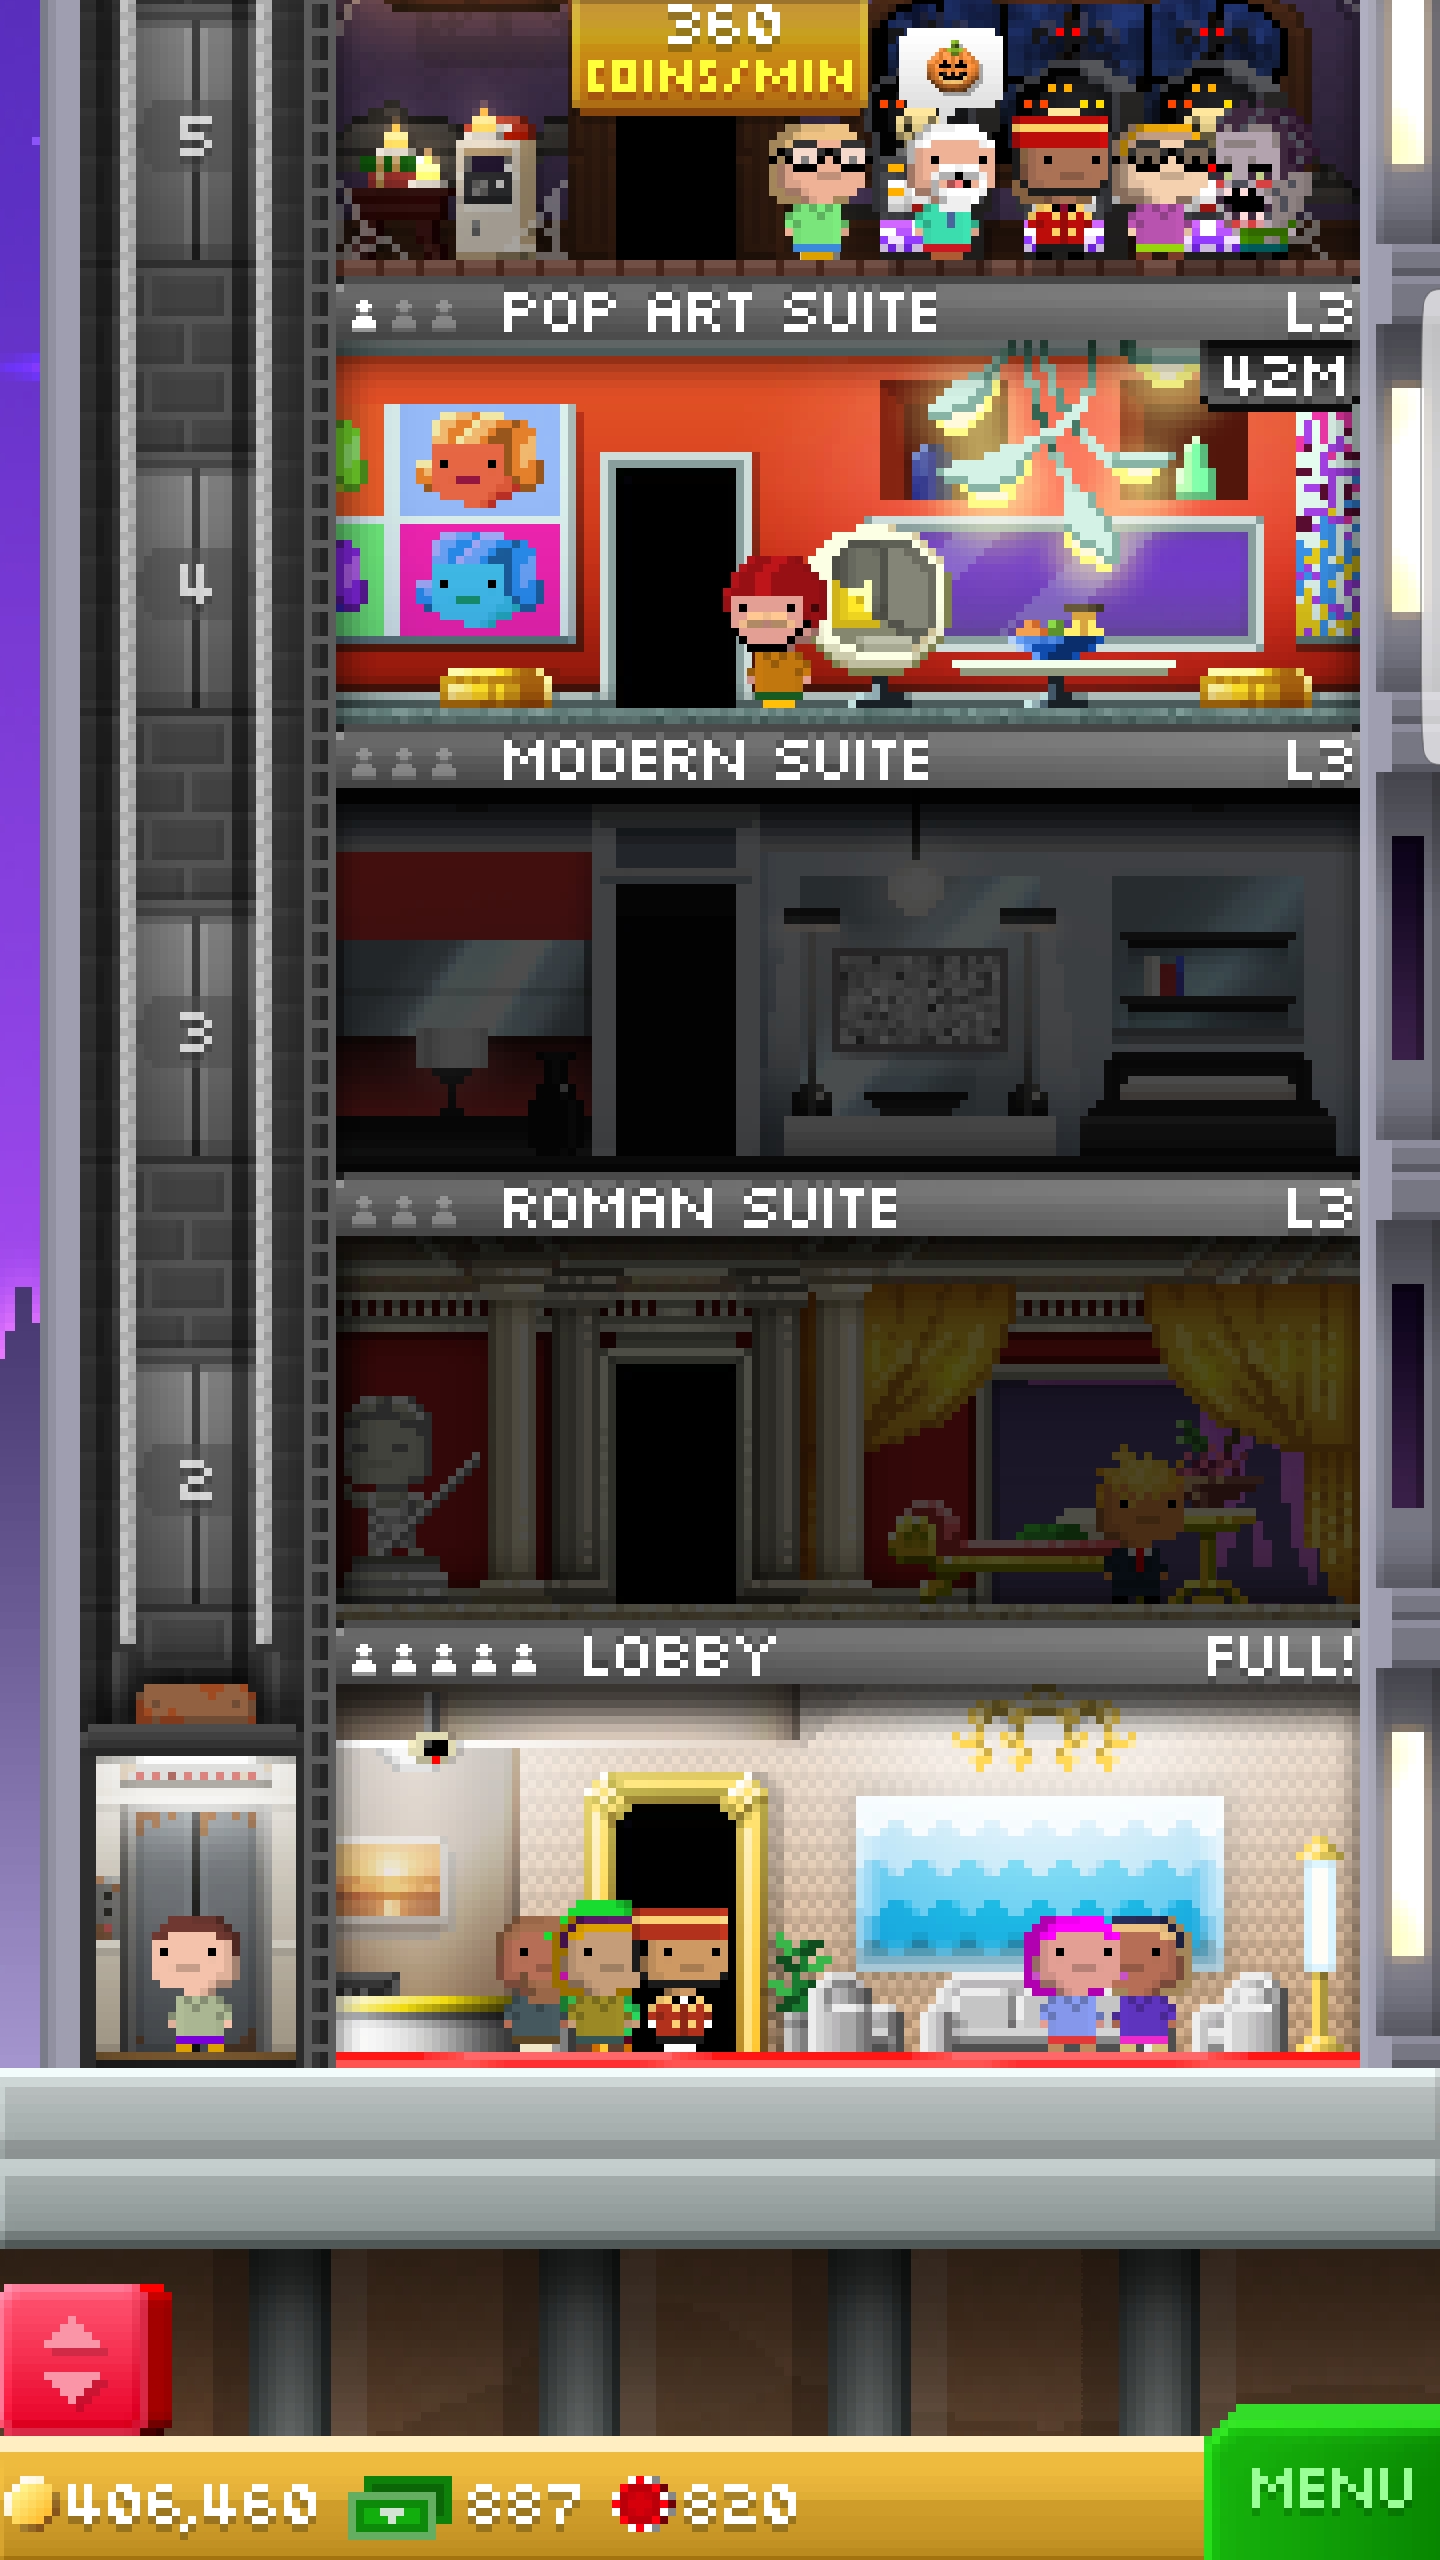 360
COINS/MIN
5
POP ART SUITE L3
42M
4
MODERN SUITE L3
3
ROMAN SUITE L3
2
LOBBY FULL!
406,460 887 820
MENU